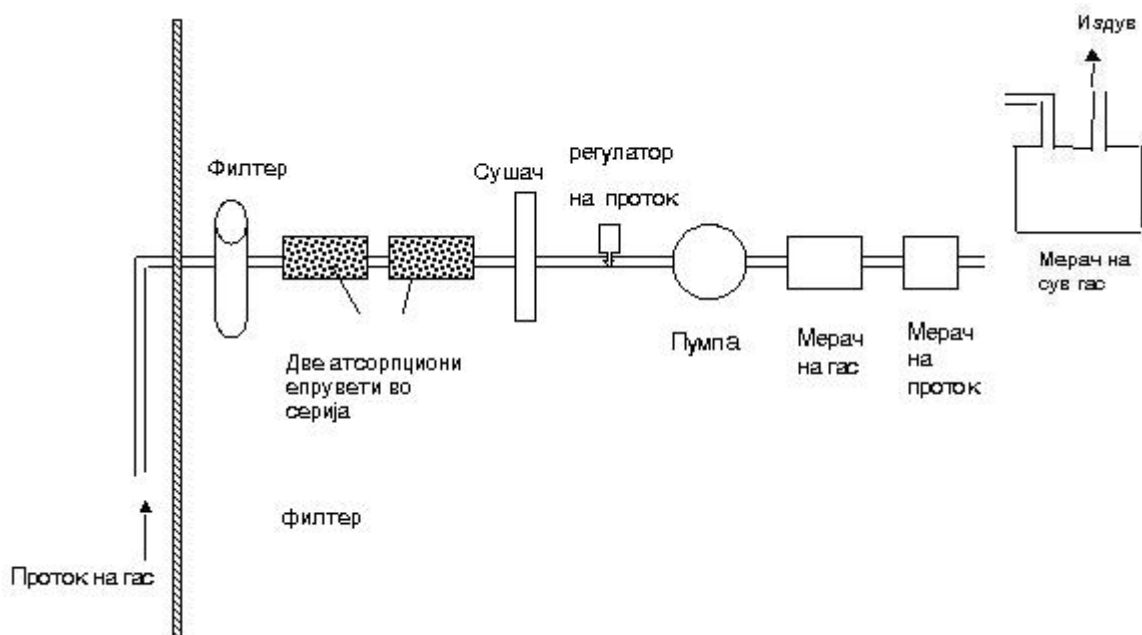 Издув
Филтер
Сушач
регулатор
на проток
Мерач на
сув гас
Пумпа
Мерач
на гас
Мерач
на
проток
Две атсорпциони
епрувети во
серија
филтер
Проток на гас